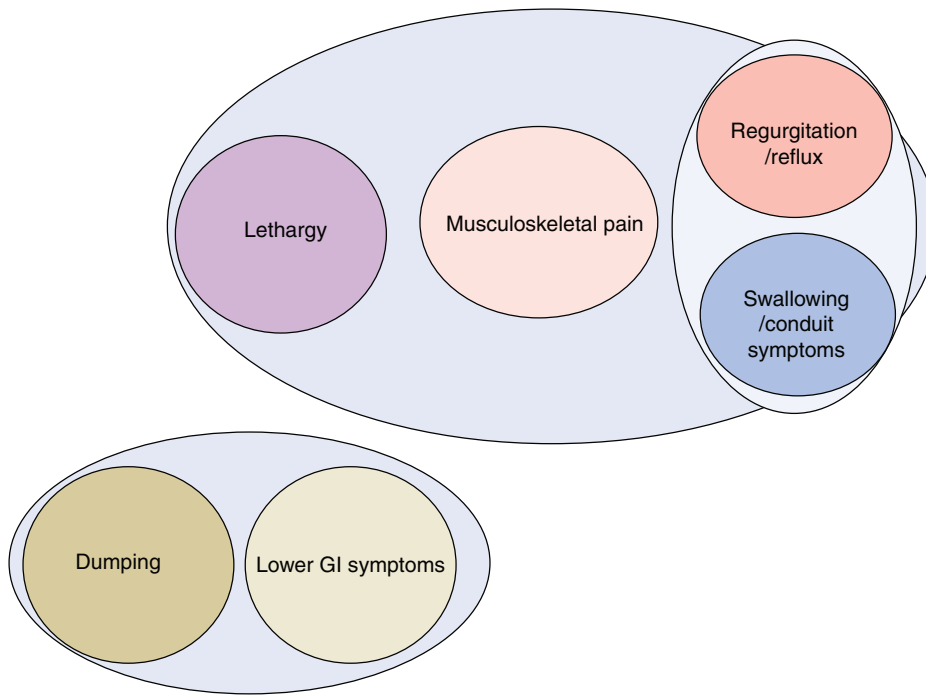 Regurgitation
/reflux
Lethargy
Musculoskeletal pain
Swallowing
/conduit
symptoms
Dumping
Lower GI symptoms